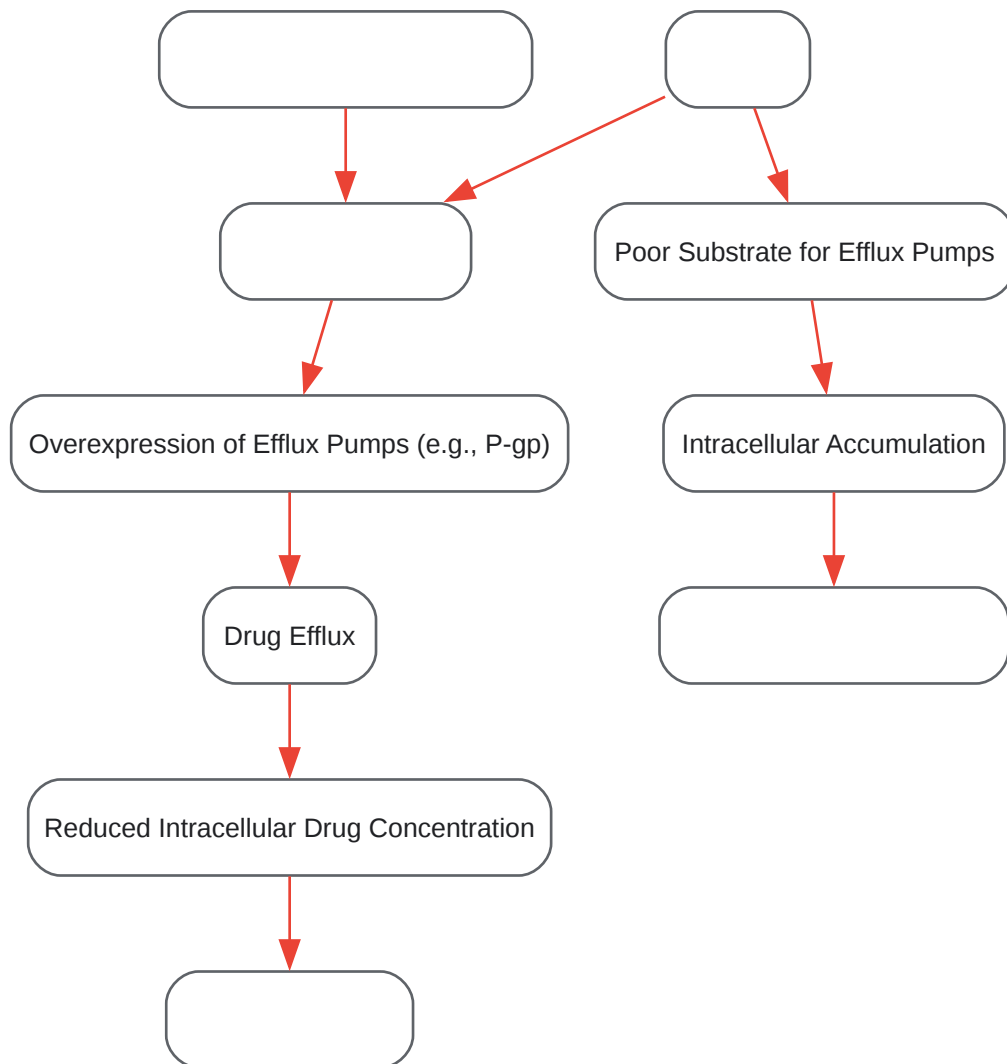 Poor Substrate for Efflux Pumps
Overexpression of Efflux Pumps (e.g., P-gp)
Intracellular Accumulation
Drug Efflux
Reduced Intracellular Drug Concentration